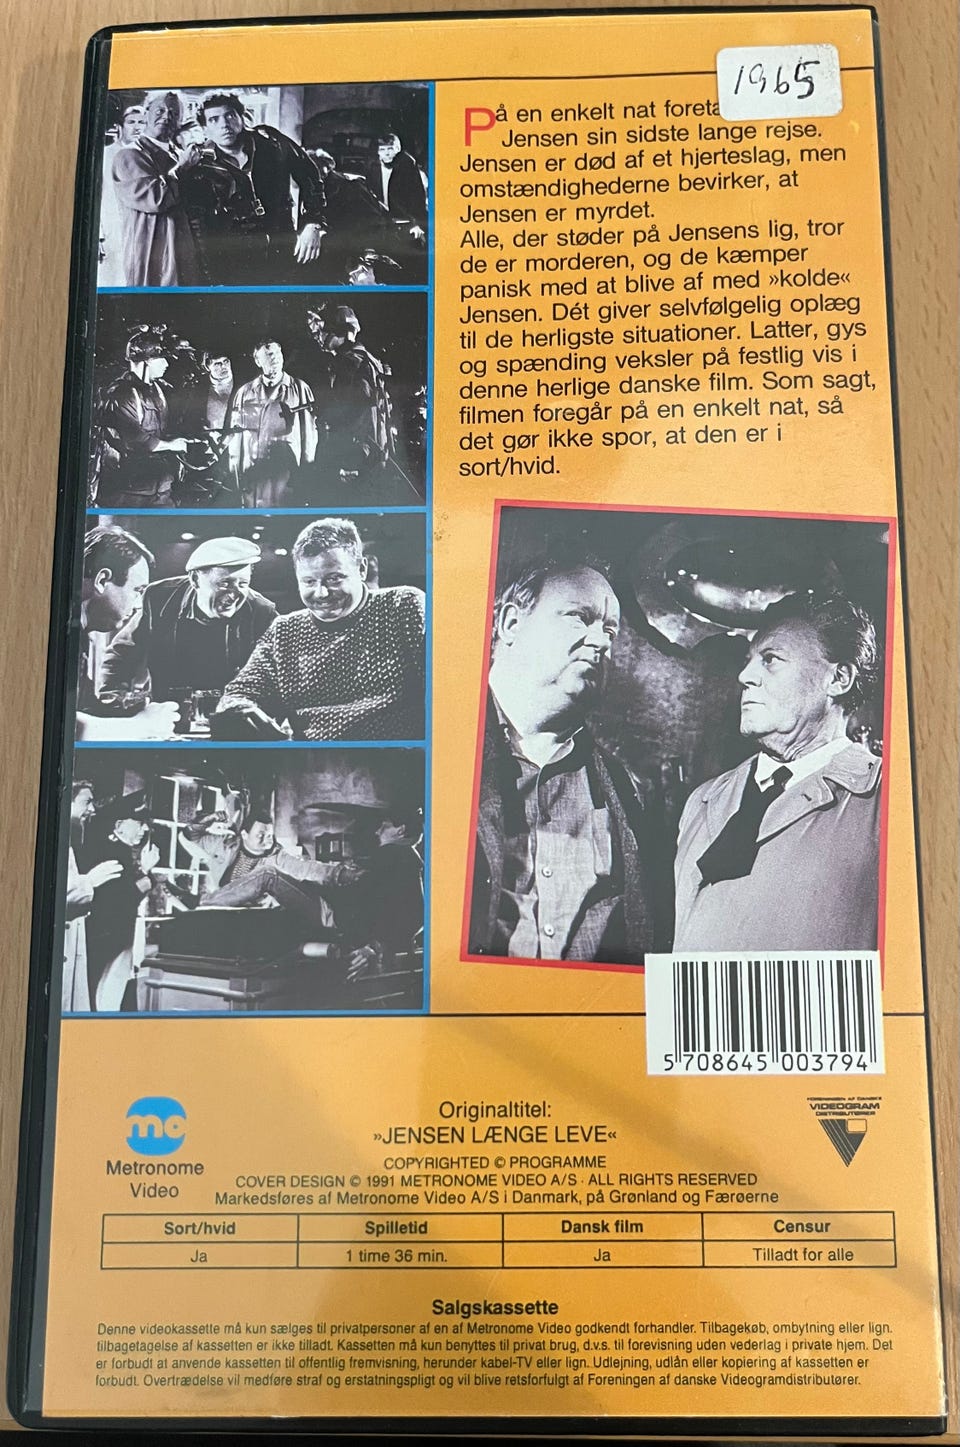 1965
På en enkelt nat foreta
Jensen sin sidste lange rejse.
Jensen er død af et hjerteslag, men
omstændighederne bevirker, at
Jensen er myrdet.
Alle, der støder på Jensens lig, tror
de er morderen, og de kæmper
panisk med at blive af med »kolde«
Jensen. Dét giver selvfølgelig oplæg
til de herligste situationer. Latter, gys
og spænding veksler på festlig vis i
denne herlige danske film. Som sagt,
filmen foregår på en enkelt nat, så
det gør ikke spor, at den er i
sort/hvid.
5 708645 003794
mo
Metronome
Video
Originaltitel:
»JENSEN LÆNGE LEVE«
COPYRIGHTED © PROGRAMME
COVER DESIGN © 1991 METRONOME VIDEO A/S · ALL RIGHTS RESERVED
Markedsføres af Metronome Video A/S i Danmark, på Grønland og Færøerne
FORENINGEN AF DANSKE
VIDEOGRAM
DISTRIBUTØRER
Sort/hvid Spilletid Dansk film Censur
Ja 1 time 36 min. Ja Tilladt for alle
Salgskassette
Denne videokassette må kun sælges til privatpersoner af en af Metronome Video godkendt forhandler. Tilbagekøb, ombytning eller lign.
tilbagetagelse af kassetten er ikke tilladt. Kassetten må kun benyttes til privat brug, d.v.s. til forevisning uden vederlag i private hjem. Det
er forbudt at anvende kassetten til offentlig fremvisning, herunder kabel-TV eller lign. Udlejning, udlån eller kopiering af kassetten er
forbudt. Overtrædelse vil medføre straf og erstatningspligt og vil blive retsforfulgt af Foreningen af danske Videogramdistributører.